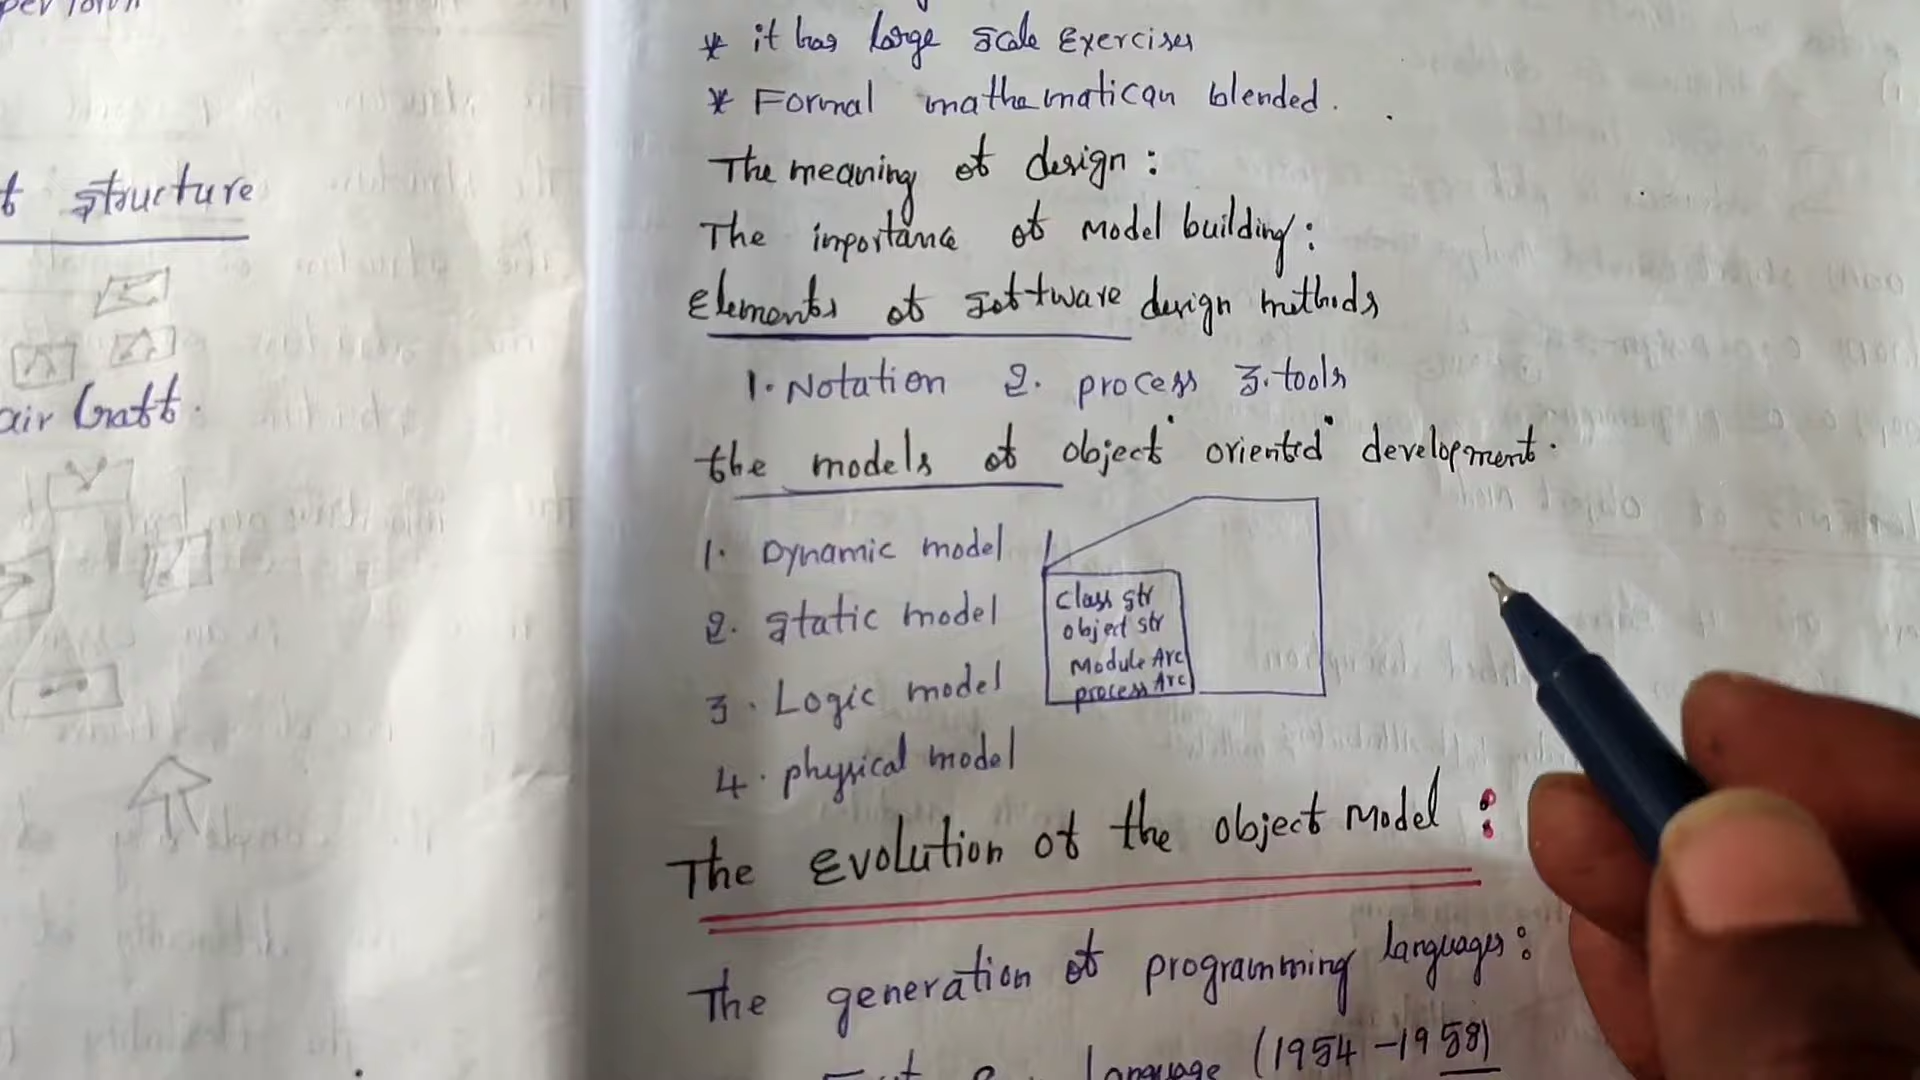 structure
air Craft.
* it has large scale Exercises
* Formal mathematican blended.
The meaning of design:
The importance of Model building:
Elements of software design methods
1. Notation 2. process 3. tools
the models of object oriented development.
1. Dynamic model
2. static model
3. Logic model
4. physical model
class str
object str
Module Arc
process Arc
The Evolution of the object Model:
The generation of programming languages:
language (1954-1958)